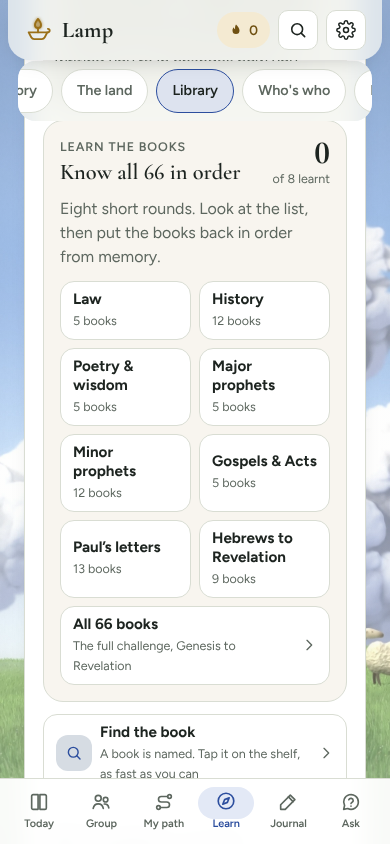 Lamp
0
ory
The land
Library
Who's who
LEARN THE BOOKS
Know all 66 in order
0
of 8 learnt
Eight short rounds. Look at the list,
then put the books back in order
from memory.
Law
5 books
History
12 books
Poetry &
wisdom
5 books
Major
prophets
5 books
Minor
prophets
12 books
Gospels & Acts
5 books
Paul’s letters
13 books
Hebrews to
Revelation
9 books
All 66 books
The full challenge, Genesis to
Revelation
Find the book
A book is named. Tap it on the shelf,
as fast as you can
Today
Group
My path
Learn
Journal
Ask